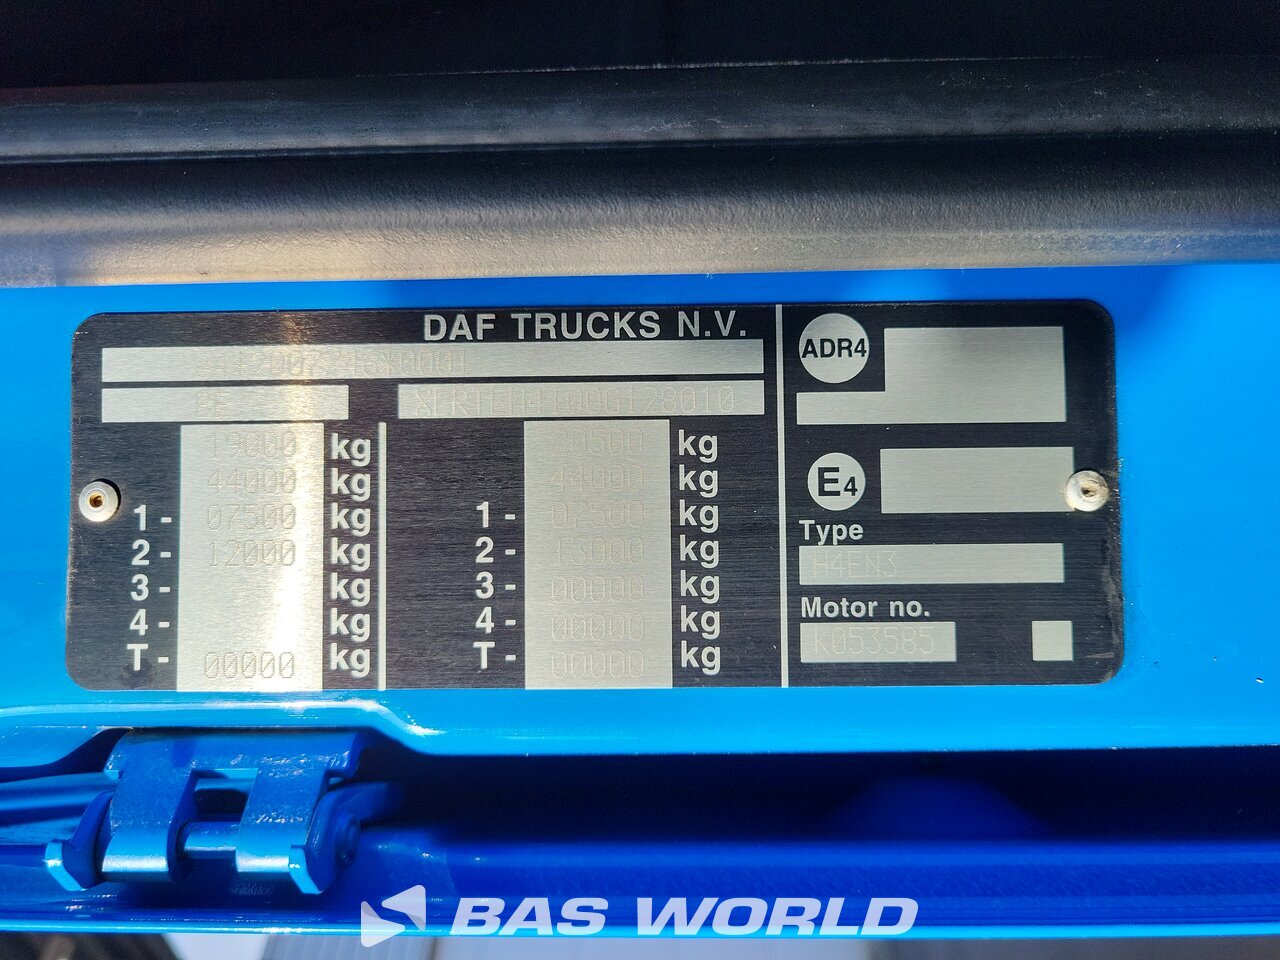 DAF TRUCKS N.V.
19000 kg
44000 kg
1- 07500 kg
2- 12000 kg
3- kg
4- kg
T- 00000 kg
20500 kg
44000 kg
1- 07500 kg
2- 13000 kg
3- 00000 kg
4- 00000 kg
T- 00000 kg
ADR4
E4
Type
H4EN3
Motor no.
K053585
BAS WORLD